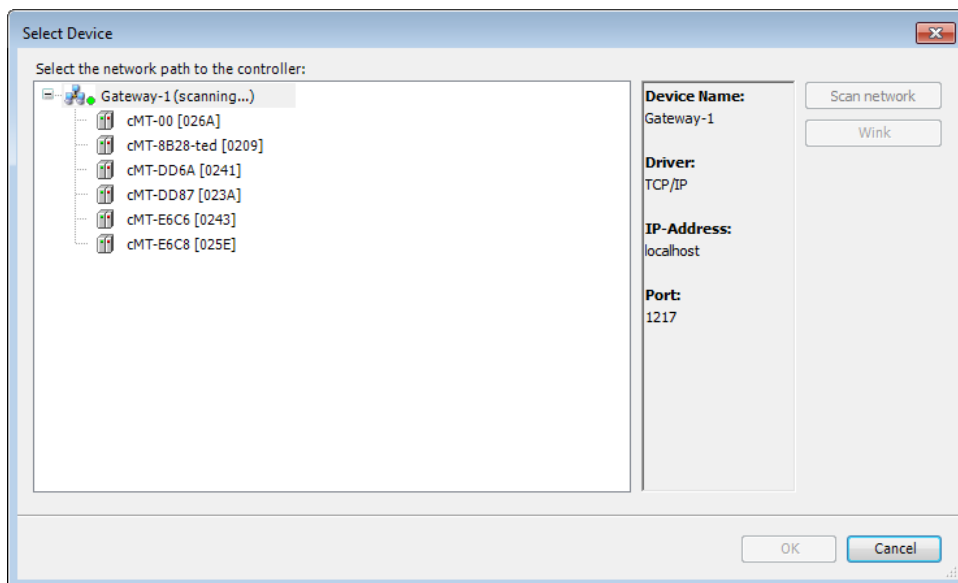 Select Device
Select the network path to the controller:
Gateway-1 (scanning...)
cMT-00 [026A]
cMT-8B28-ted [0209]
cMT-DD6A [0241]
cMT-DD87 [023A]
cMT-E6C6 [0243]
cMT-E6C8 [025E]
Device Name:
Gateway-1
Driver:
TCP/IP
IP-Address:
localhost
Port:
1217
Scan network
Wink
OK
Cancel